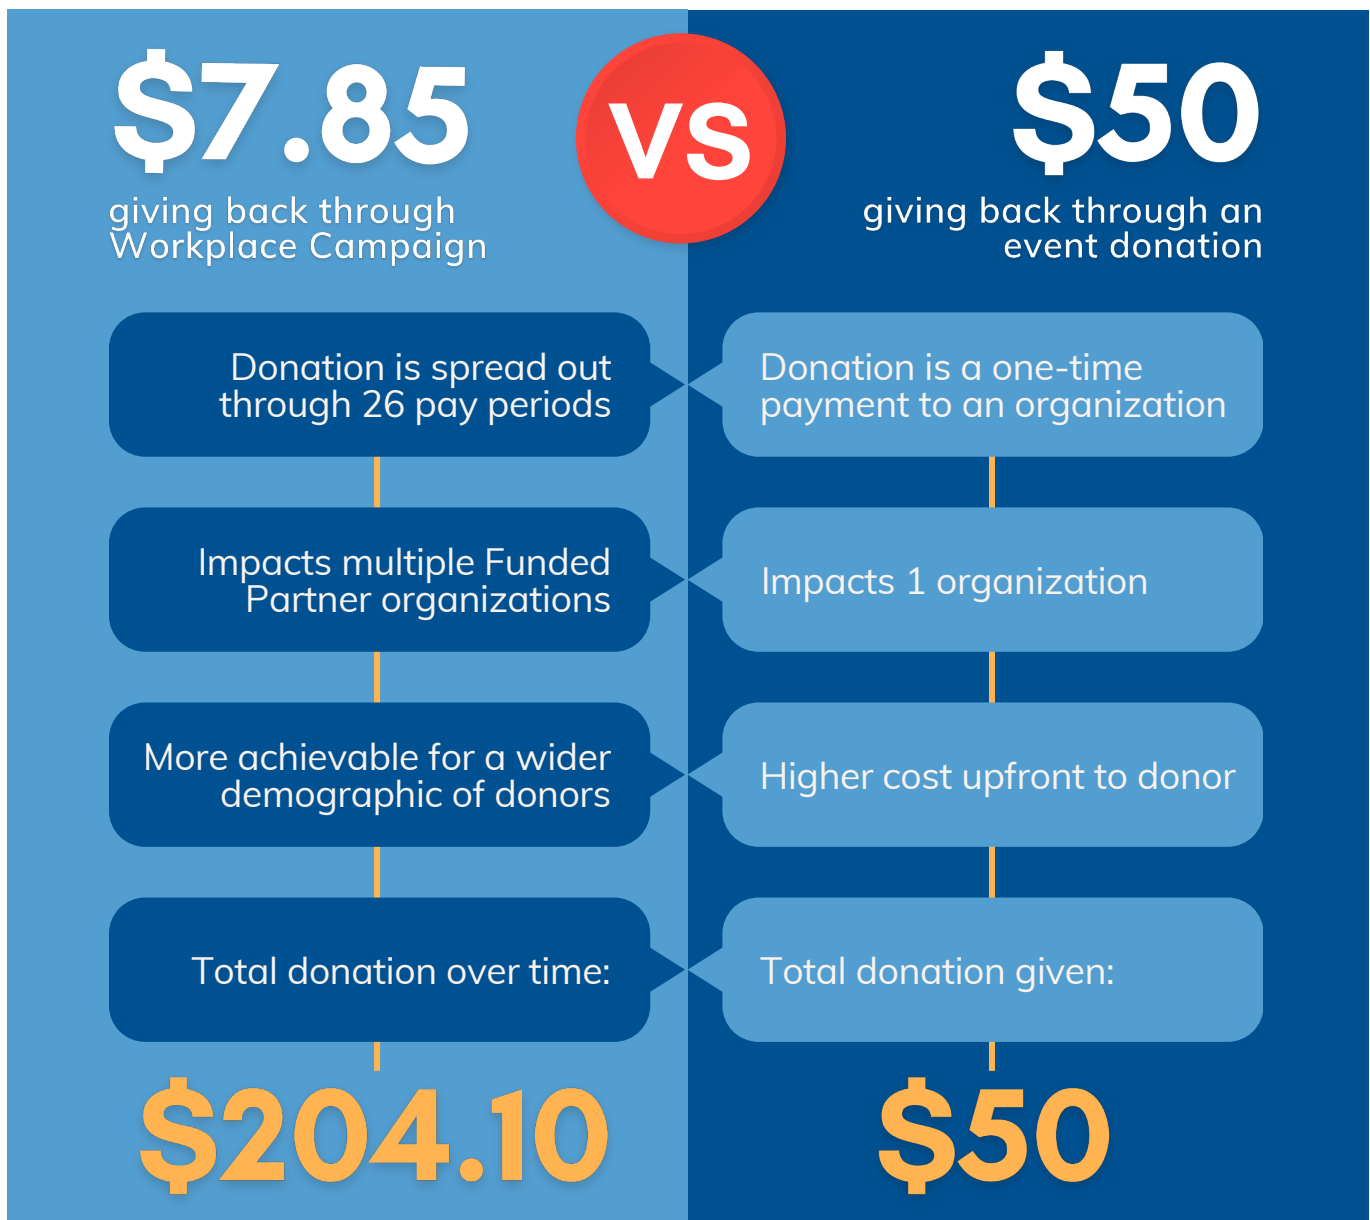 $7.85
giving back through
Workplace Campaign
VS
$50
giving back through an
event donation
Donation is spread out
through 26 pay periods
Donation is a one-time
payment to an organization
Impacts multiple Funded
Partner organizations
Impacts 1 organization
More achievable for a wider
demographic of donors
Higher cost upfront to donor
Total donation over time:
Total donation given:
$204.10
$50